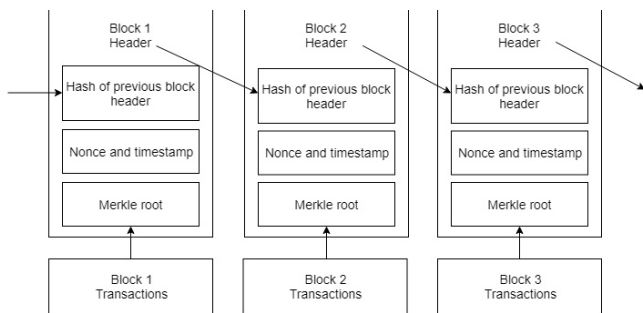 Block 1
Header
Hash of previous block
header
Nonce and timestamp
Merkle root
Block 1
Transactions
Block 2
Header
Hash of previous block
header
Nonce and timestamp
Merkle root
Block 2
Transactions
Block 3
Header
Hash of previous block
header
Nonce and timestamp
Merkle root
Block 3
Transactions